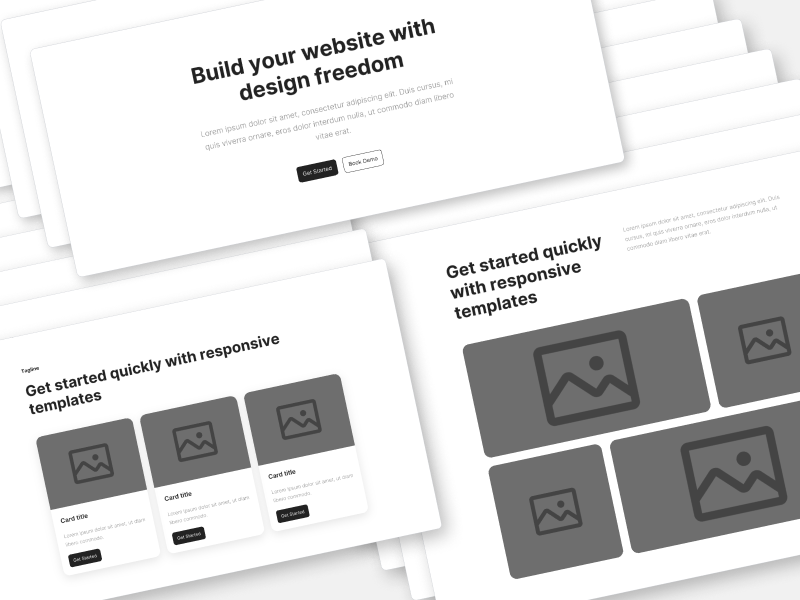 Build your website with
design freedom
Lorem ipsum dolor sit amet, consectetur adipiscing elit. Duis cursus, mi
quis viverra ornare, eros dolor interdum nulla, ut commodo diam libero
vitae erat.
Get Started
Book Demo
Get started quickly
with responsive
templates
Lorem ipsum dolor sit amet, consectetur adipiscing elit. Duis
cursus, mi quis viverra ornare, eros dolor interdum nulla, ut
commodo diam libero vitae erat.
Tagline
Get started quickly with responsive
templates
Card title
Lorem ipsum dolor sit amet, ut diam
libero commodo.
Get Started
Card title
Lorem ipsum dolor sit amet, ut diam
libero commodo.
Get Started
Card title
Lorem ipsum dolor sit amet, ut diam
libero commodo.
Get Started